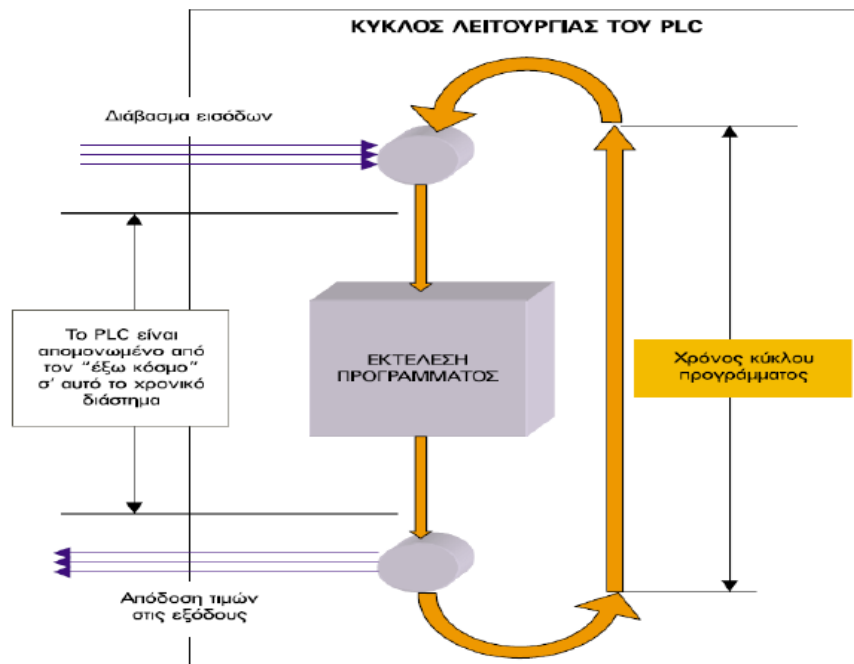 ΚΥΚΛΟΣ ΛΕΙΤΟΥΡΓΙΑΣ ΤΟΥ PLC
Διάβασμα εισόδων
Το PLC είναι
απομονωμένο από
τον "έξω κόσμο"
σ' αυτό το χρονικό
διάστημα
ΕΚΤΕΛΕΣΗ
ΠΡΟΓΡΑΜΜΑΤΟΣ
Χρόνος κύκλου
προγράμματος
Απόδοση τιμών
στις εξόδους